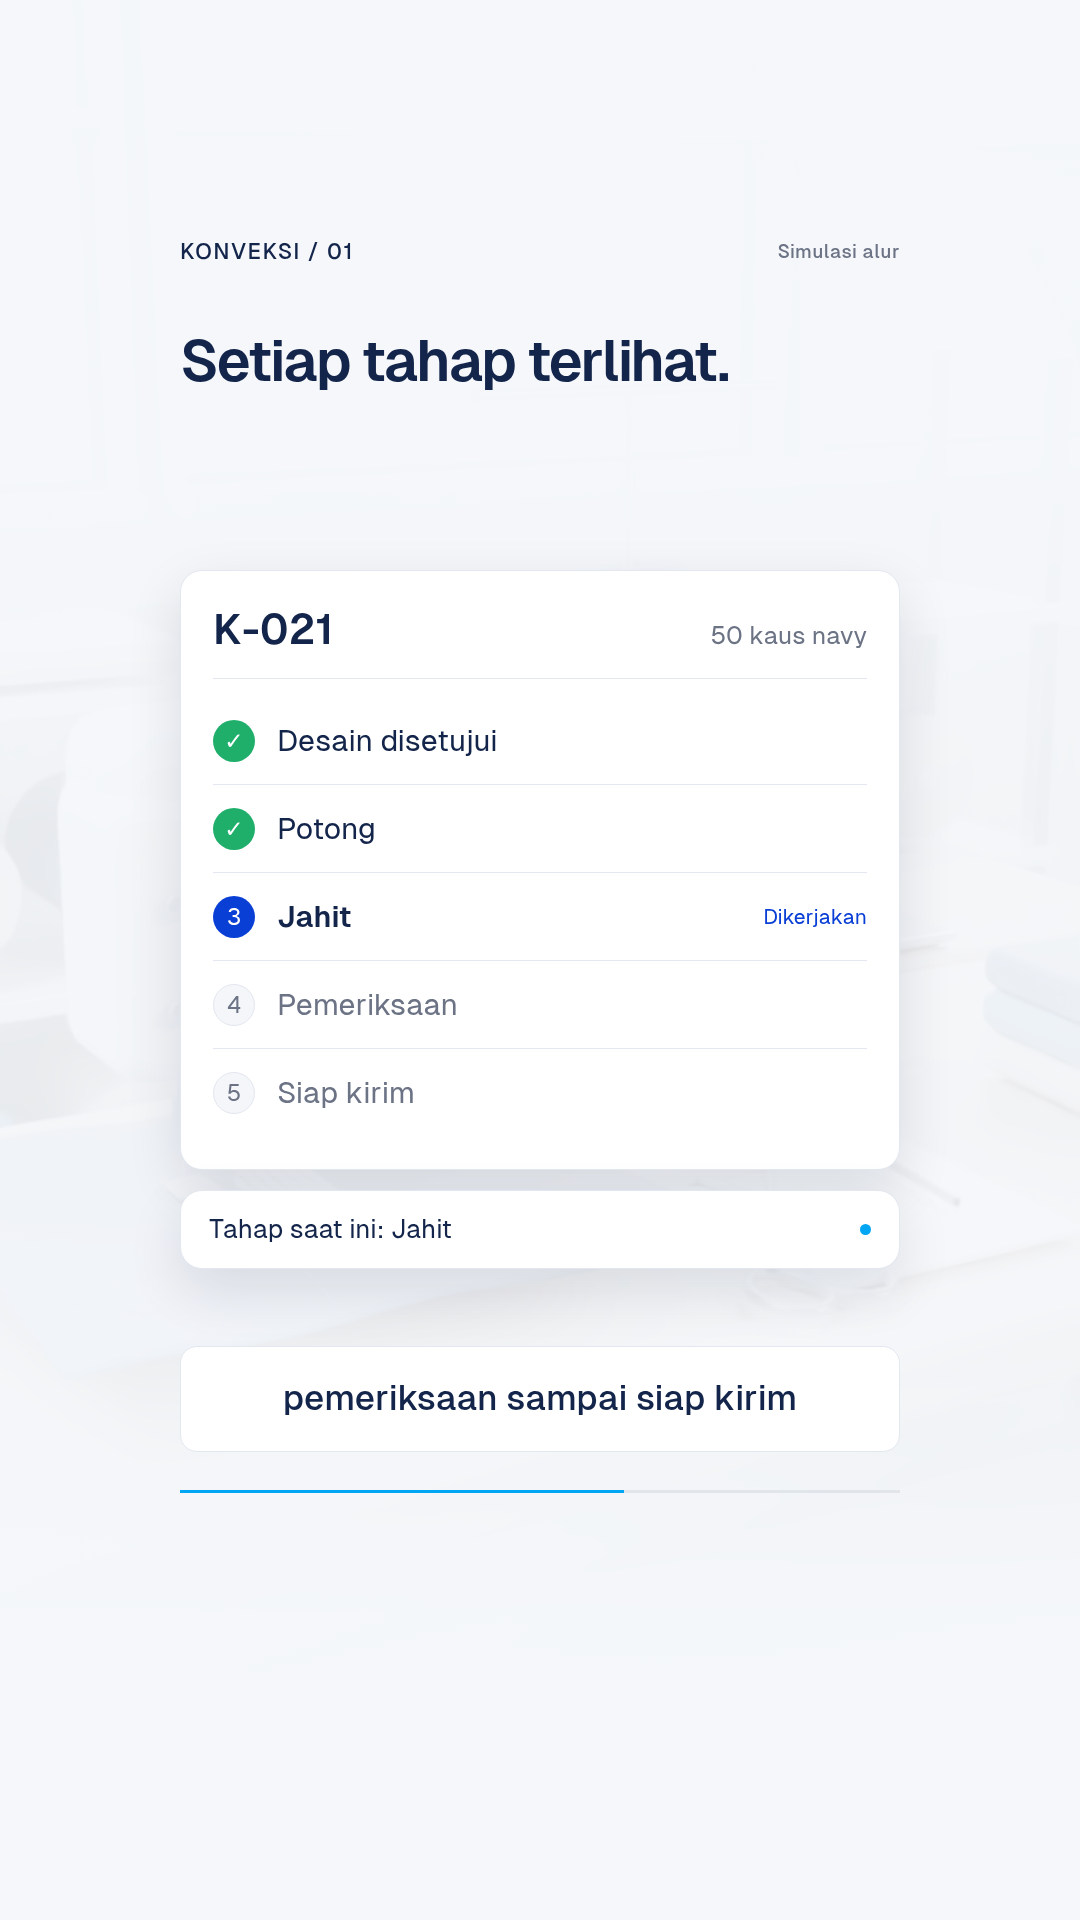 KONVEKSI / 01
Simulasi alur
Setiap tahap terlihat.
K-021
50 kaus navy
✓ Desain disetujui
✓ Potong
3 Jahit
Dikerjakan
4 Pemeriksaan
5 Siap kirim
Tahap saat ini: Jahit
pemeriksaan sampai siap kirim